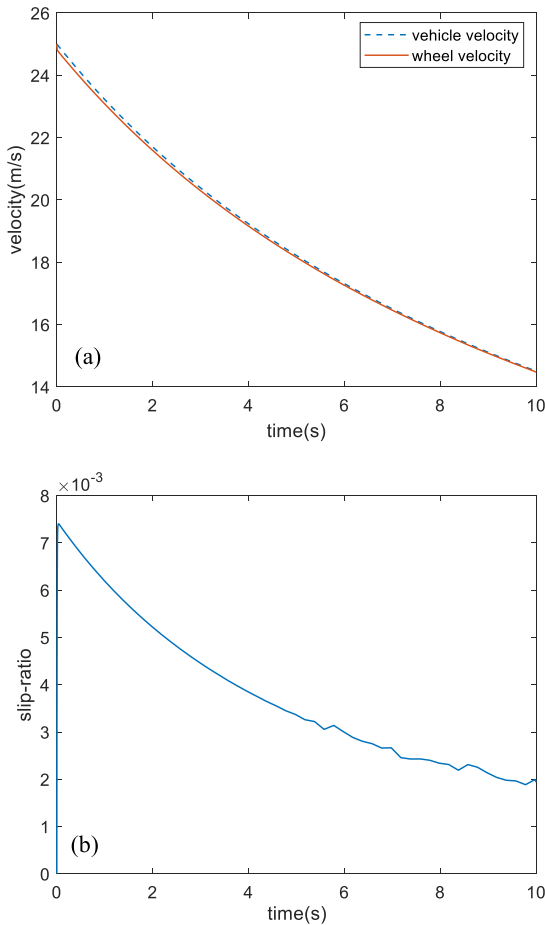 26
24
22
20
18
16
14
velocity(m/s)
vehicle velocity
wheel velocity
(a)
0 2 4 6 8 10
time(s)
×10-3
8
7
6
5
4
3
2
1
0
slip-ratio
(b)
0 2 4 6 8 10
time(s)